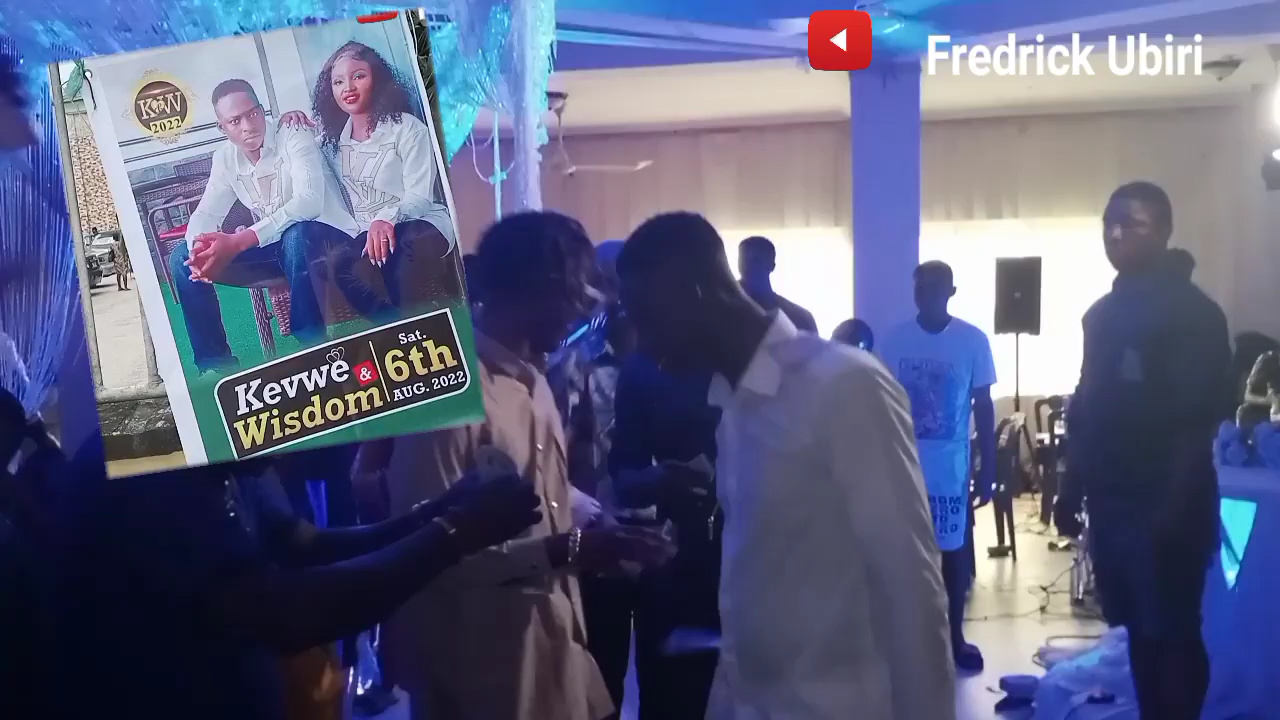 Fredrick Ubiri
K&W
2022
Kevwe &
Wisdom
Sat.
6th
AUG. 2022